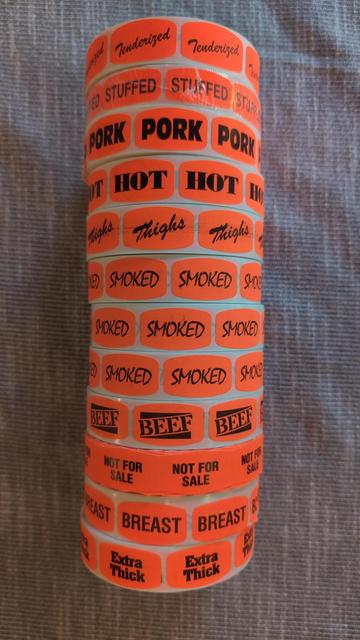 Tenderized Tenderized
STUFFED STUFFED
PORK PORK PORK
HOT HOT
Thighs Thighs
SMOKED SMOKED
SMOKED SMOKED SMOKED
SMOKED SMOKED
BEEF BEEF BEEF
NOT FOR SALE NOT FOR SALE
BREAST BREAST BREAST
Extra Thick Extra Thick